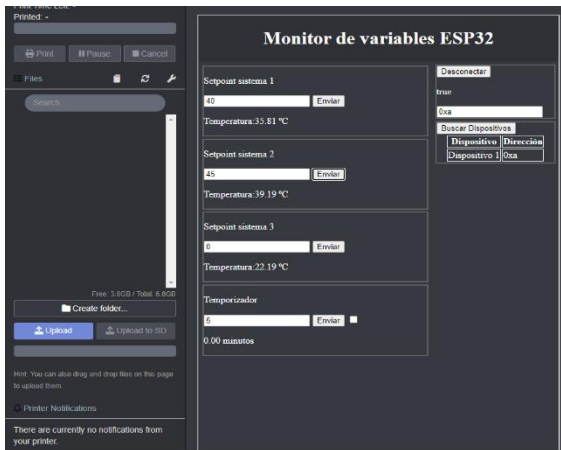 Printed: -
Print
Pause
Cancel
Files
Search...
Free: 3.8GB / Total: 6.8GB
Create folder...
Upload
Upload to SD
Hint: You can also drag and drop files on this page to upload them.
Printer Notifications
There are currently no notifications from your printer.
Monitor de variables ESP32
Setpoint sistema 1
40 Enviar
Temperatura:35.81 ºC
Setpoint sistema 2
45 Enviar
Temperatura:39.19 ºC
Setpoint sistema 3
0 Enviar
Temperatura:22.19 ºC
Temporizador
5 Enviar
0.00 minutos
Desconectar
true
0xa
Buscar Dispositivos
Dispositivo Dirección
Dispositivo 1 0xa